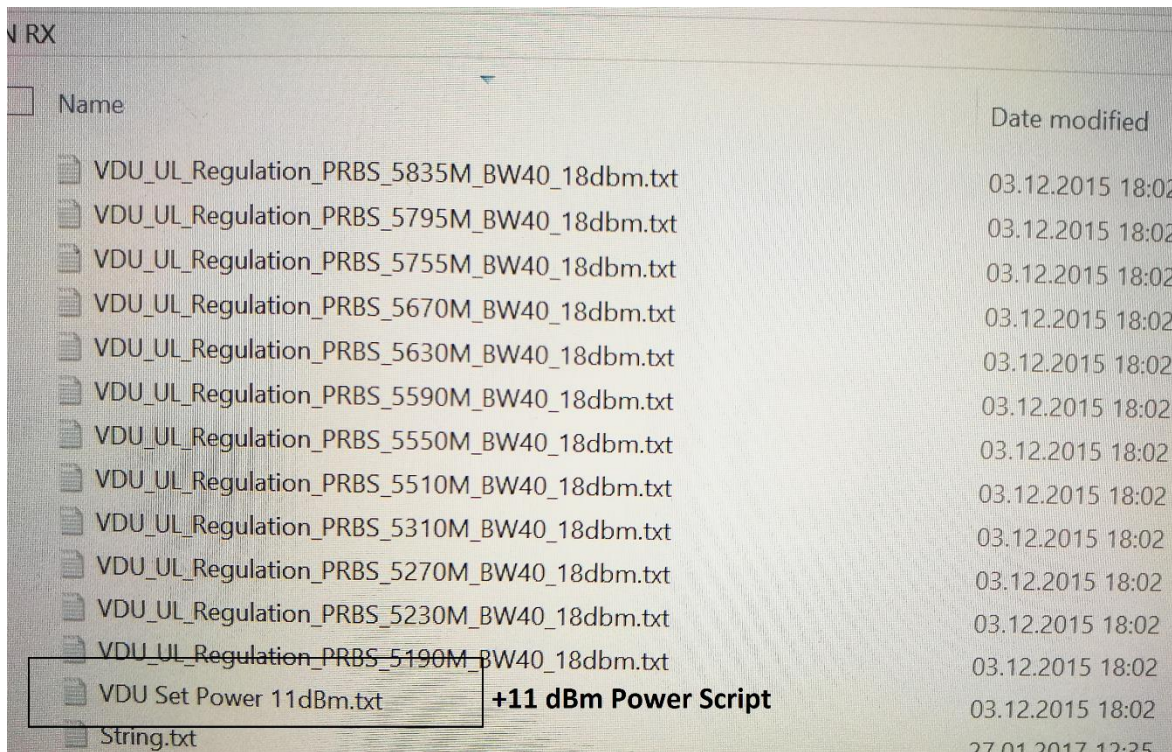 N RX
Name Date modified
VDU_UL_Regulation_PRBS_5835M_BW40_18dbm.txt 03.12.2015 18:02
VDU_UL_Regulation_PRBS_5795M_BW40_18dbm.txt 03.12.2015 18:02
VDU_UL_Regulation_PRBS_5755M_BW40_18dbm.txt 03.12.2015 18:02
VDU_UL_Regulation_PRBS_5670M_BW40_18dbm.txt 03.12.2015 18:02
VDU_UL_Regulation_PRBS_5630M_BW40_18dbm.txt 03.12.2015 18:02
VDU_UL_Regulation_PRBS_5590M_BW40_18dbm.txt 03.12.2015 18:02
VDU_UL_Regulation_PRBS_5550M_BW40_18dbm.txt 03.12.2015 18:02
VDU_UL_Regulation_PRBS_5510M_BW40_18dbm.txt 03.12.2015 18:02
VDU_UL_Regulation_PRBS_5310M_BW40_18dbm.txt 03.12.2015 18:02
VDU_UL_Regulation_PRBS_5270M_BW40_18dbm.txt 03.12.2015 18:02
VDU_UL_Regulation_PRBS_5230M_BW40_18dbm.txt 03.12.2015 18:02
VDU_UL_Regulation_PRBS_5190M_BW40_18dbm.txt 03.12.2015 18:02
VDU Set Power 11dBm.txt +11 dBm Power Script 03.12.2015 18:02
String.txt 27.01.2017 12:35